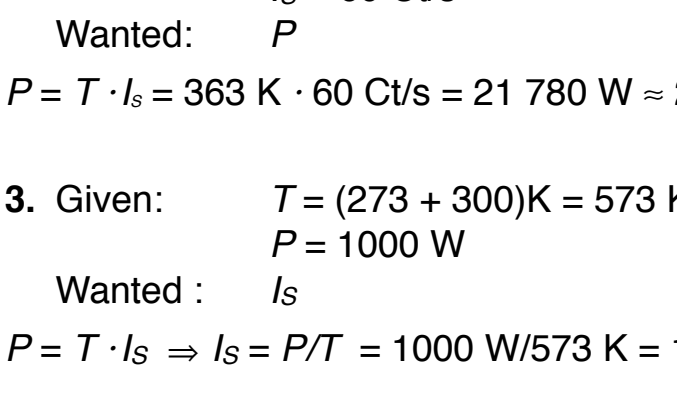 Wanted: P
P = T · Is = 363 K · 60 Ct/s = 21 780 W ≈
3. Given: T = (273 + 300)K = 573
P = 1000 W
Wanted : IS
P = T · IS ⇒ IS = P/T = 1000 W/573 K =